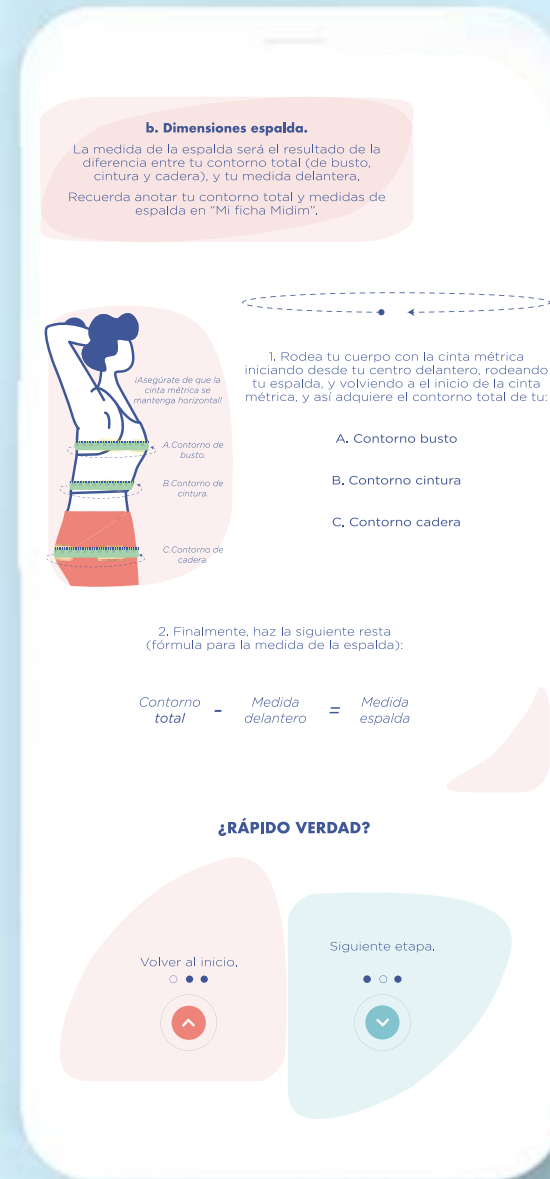 b. Dimensiones espalda.
La medida de la espalda será el resultado de la
diferencia entre tu contorno total (de busto,
cintura y cadera), y tu medida delantera.
Recuerda anotar tu contorno total y medidas de
espalda en "Mi ficha Midim".
¡Asegúrate de que la
cinta métrica se
mantenga horizontal!
A.Contorno de
busto.
B.Contorno de
cintura.
C.Contorno de
cadera.
1. Rodea tu cuerpo con la cinta métrica
iniciando desde tu centro delantero, rodeando
tu espalda, y volviendo a el inicio de la cinta
métrica, y así adquiere el contorno total de tu:
A. Contorno busto
B. Contorno cintura
C. Contorno cadera
2. Finalmente, haz la siguiente resta
(fórmula para la medida de la espalda):
Contorno total - Medida delantero = Medida espalda
¿RÁPIDO VERDAD?
Volver al inicio.
Siguiente etapa.